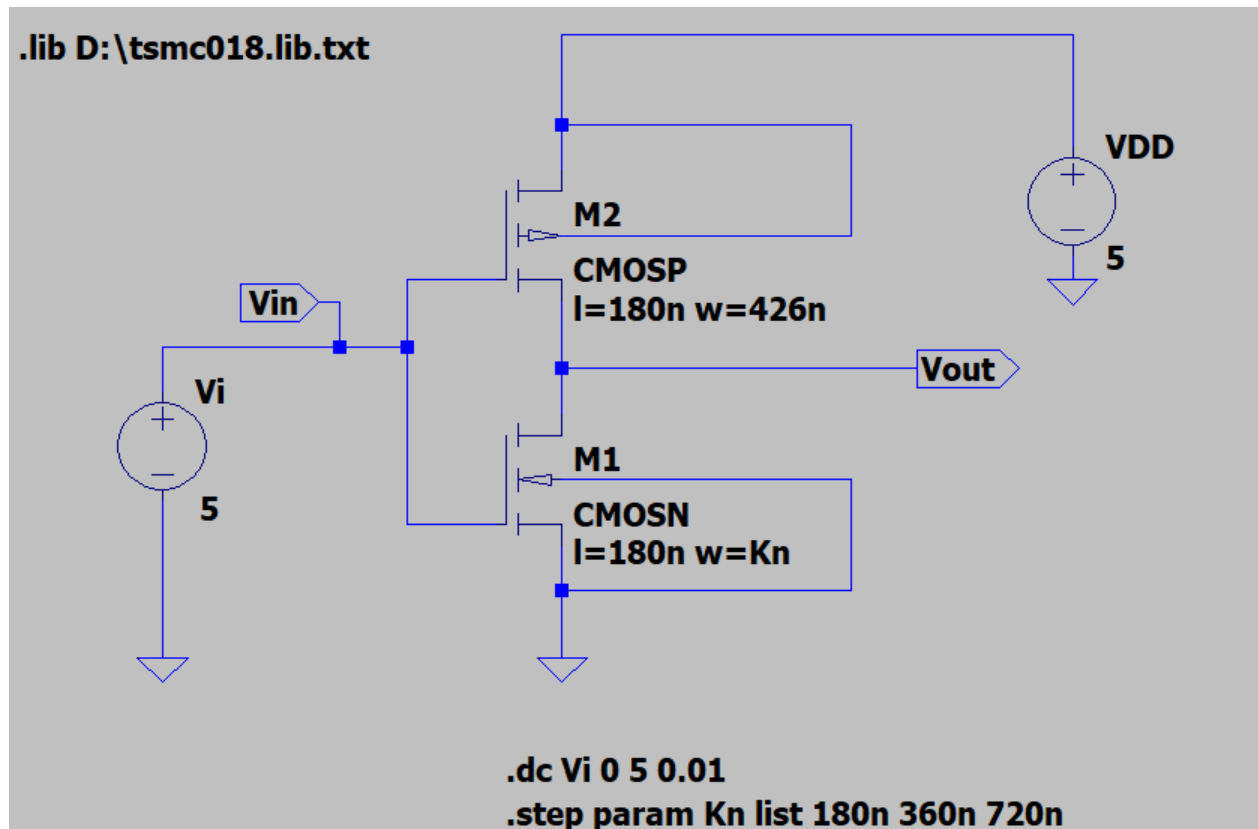 .lib D:\tsmc018.lib.txt
VDD
5
M2
CMOSP
l=180n w=426n
Vin
Vout
Vi
5
M1
CMOSN
l=180n w=Kn
.dc Vi 0 5 0.01
.step param Kn list 180n 360n 720n